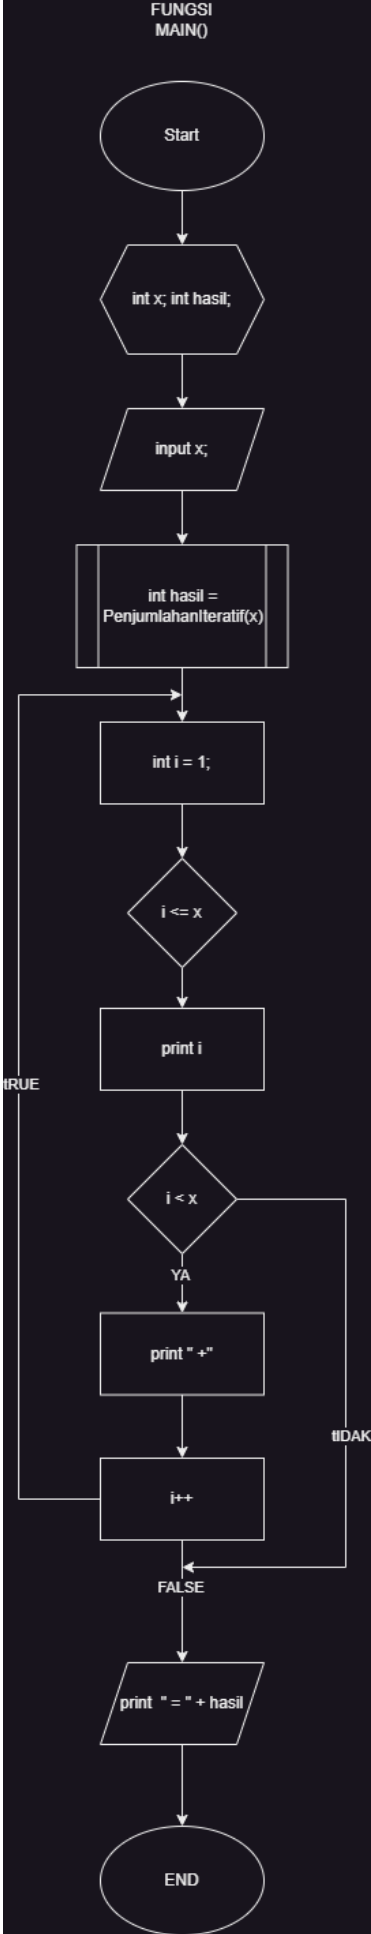 FUNGSI
MAIN()
Start
int x; int hasil;
input x;
int hasil =
PenjumlahanIteratif(x)
int i = 1;
i <= x
print i
tRUE
i < x
YA
print " +"
tIDAK
i++
FALSE
print " = " + hasil
END